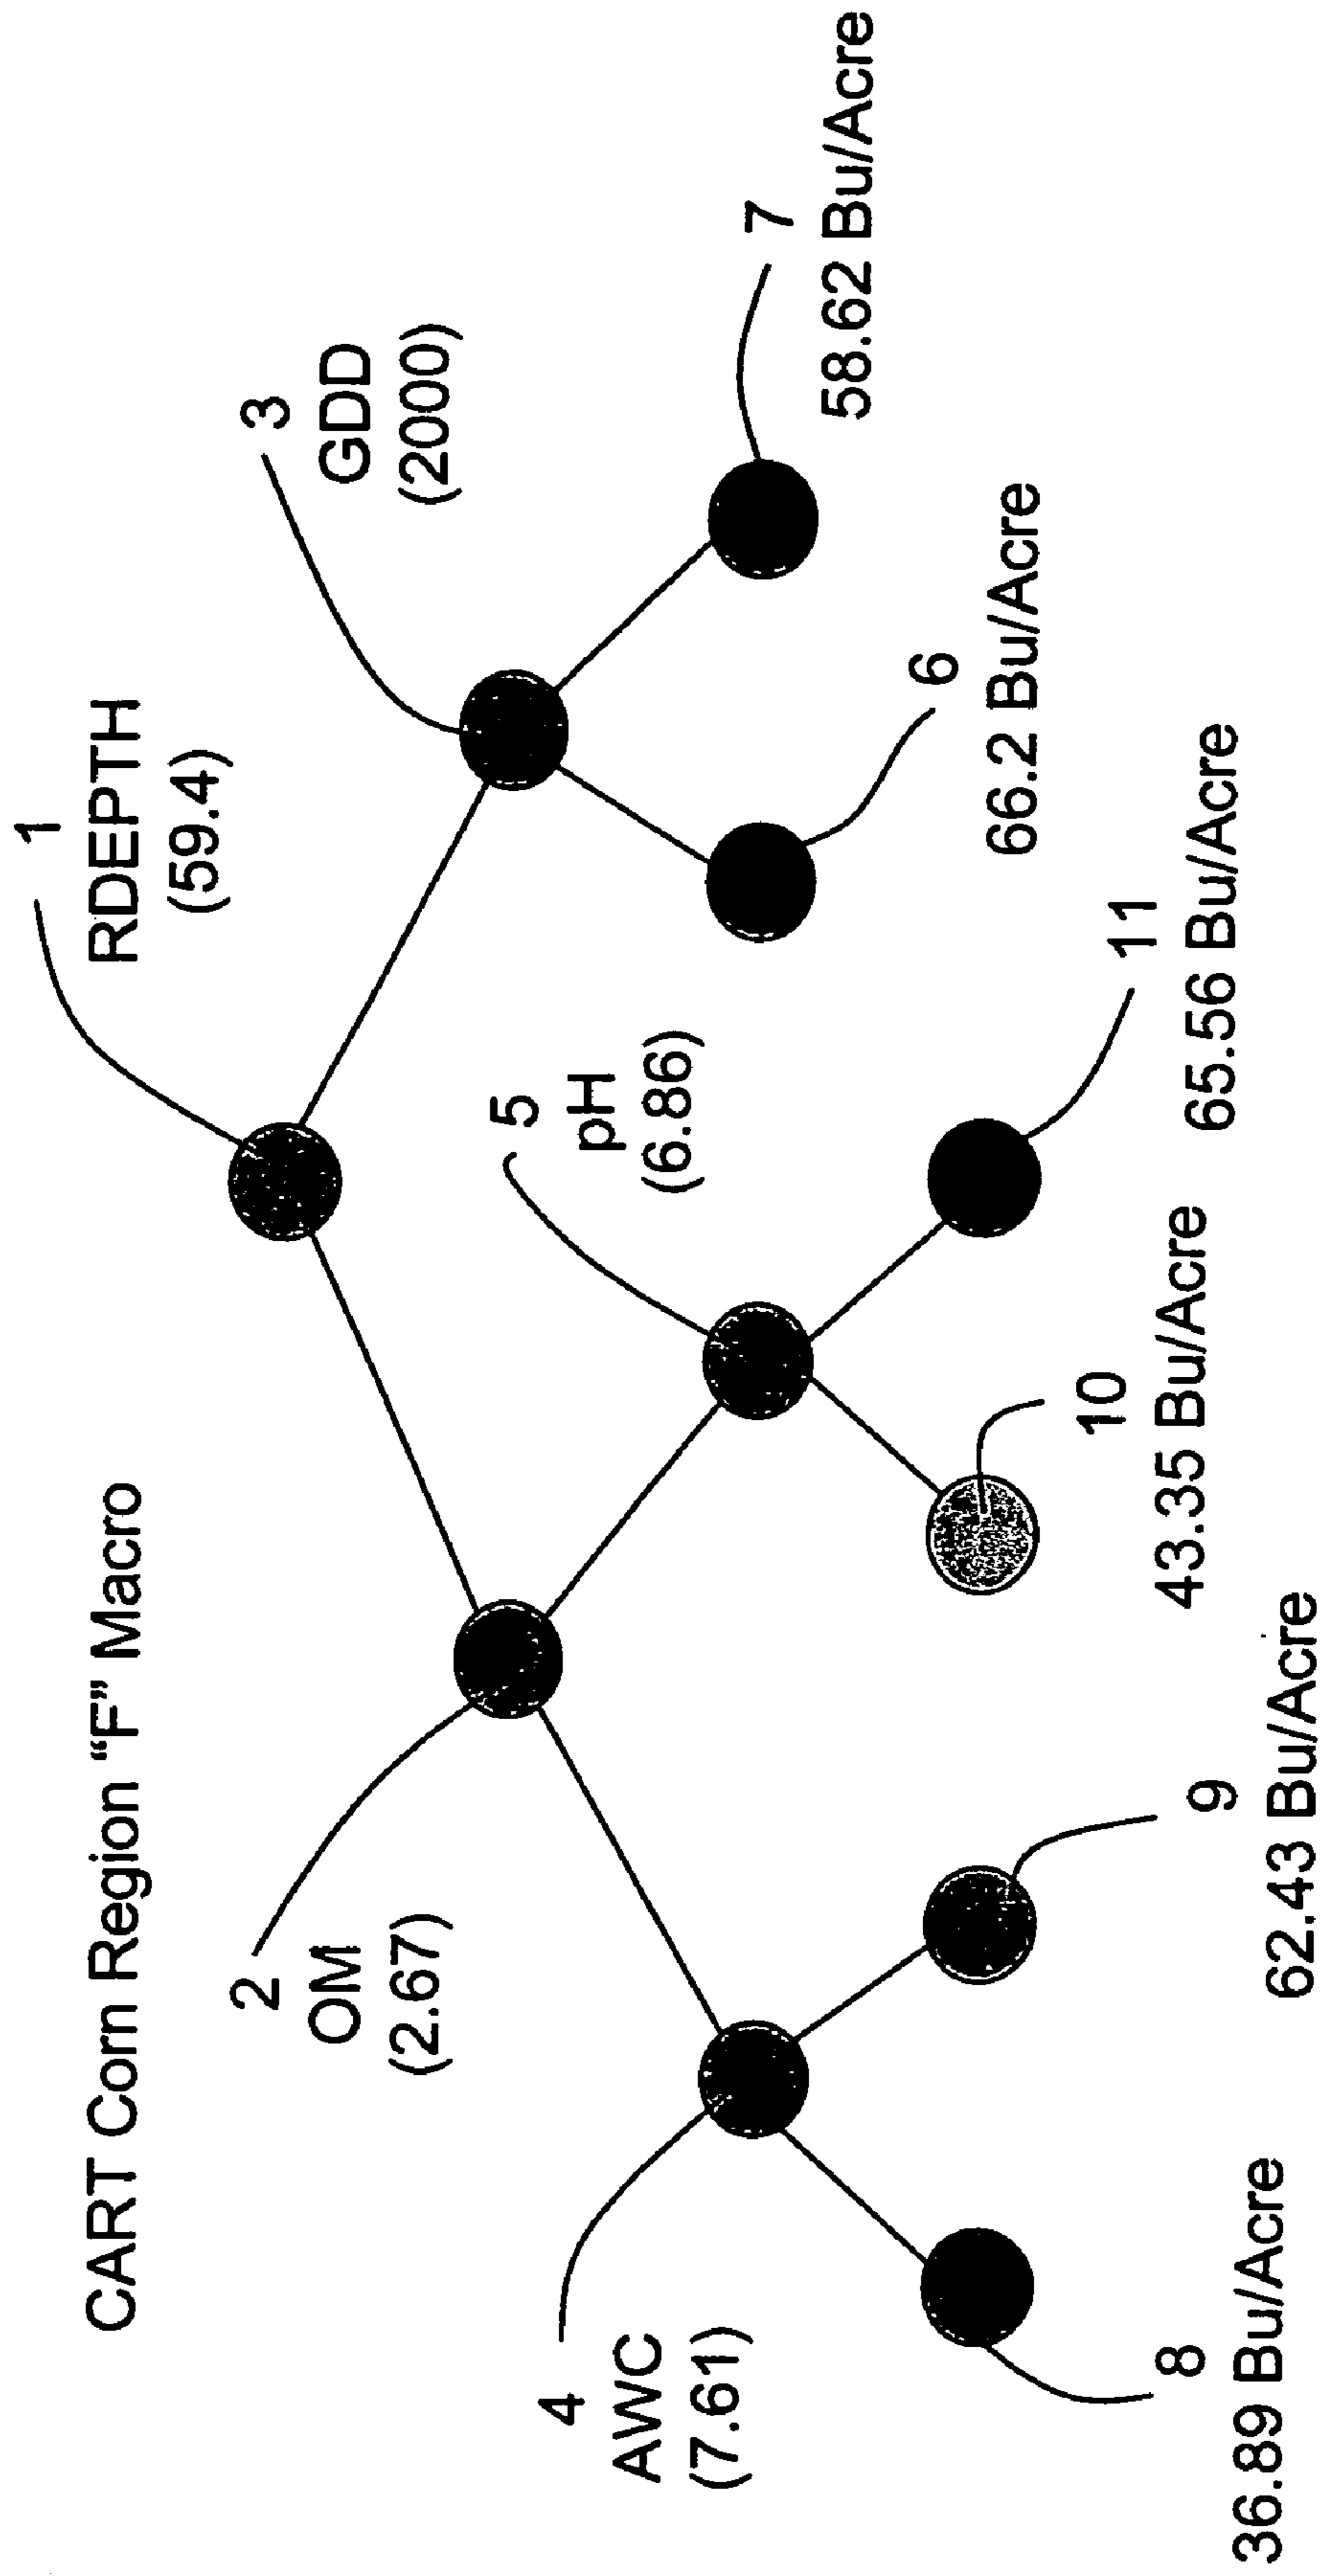 CART Corn Region “F” Macro
1
RDEPTH
(59.4)
2
OM
(2.67)
3
GDD
(2000)
4
AWC
(7.61)
5
pH
(6.86)
6
66.2 Bu/Acre
7
58.62 Bu/Acre
8
36.89 Bu/Acre
9
62.43 Bu/Acre
10
43.35 Bu/Acre
11
65.56 Bu/Acre